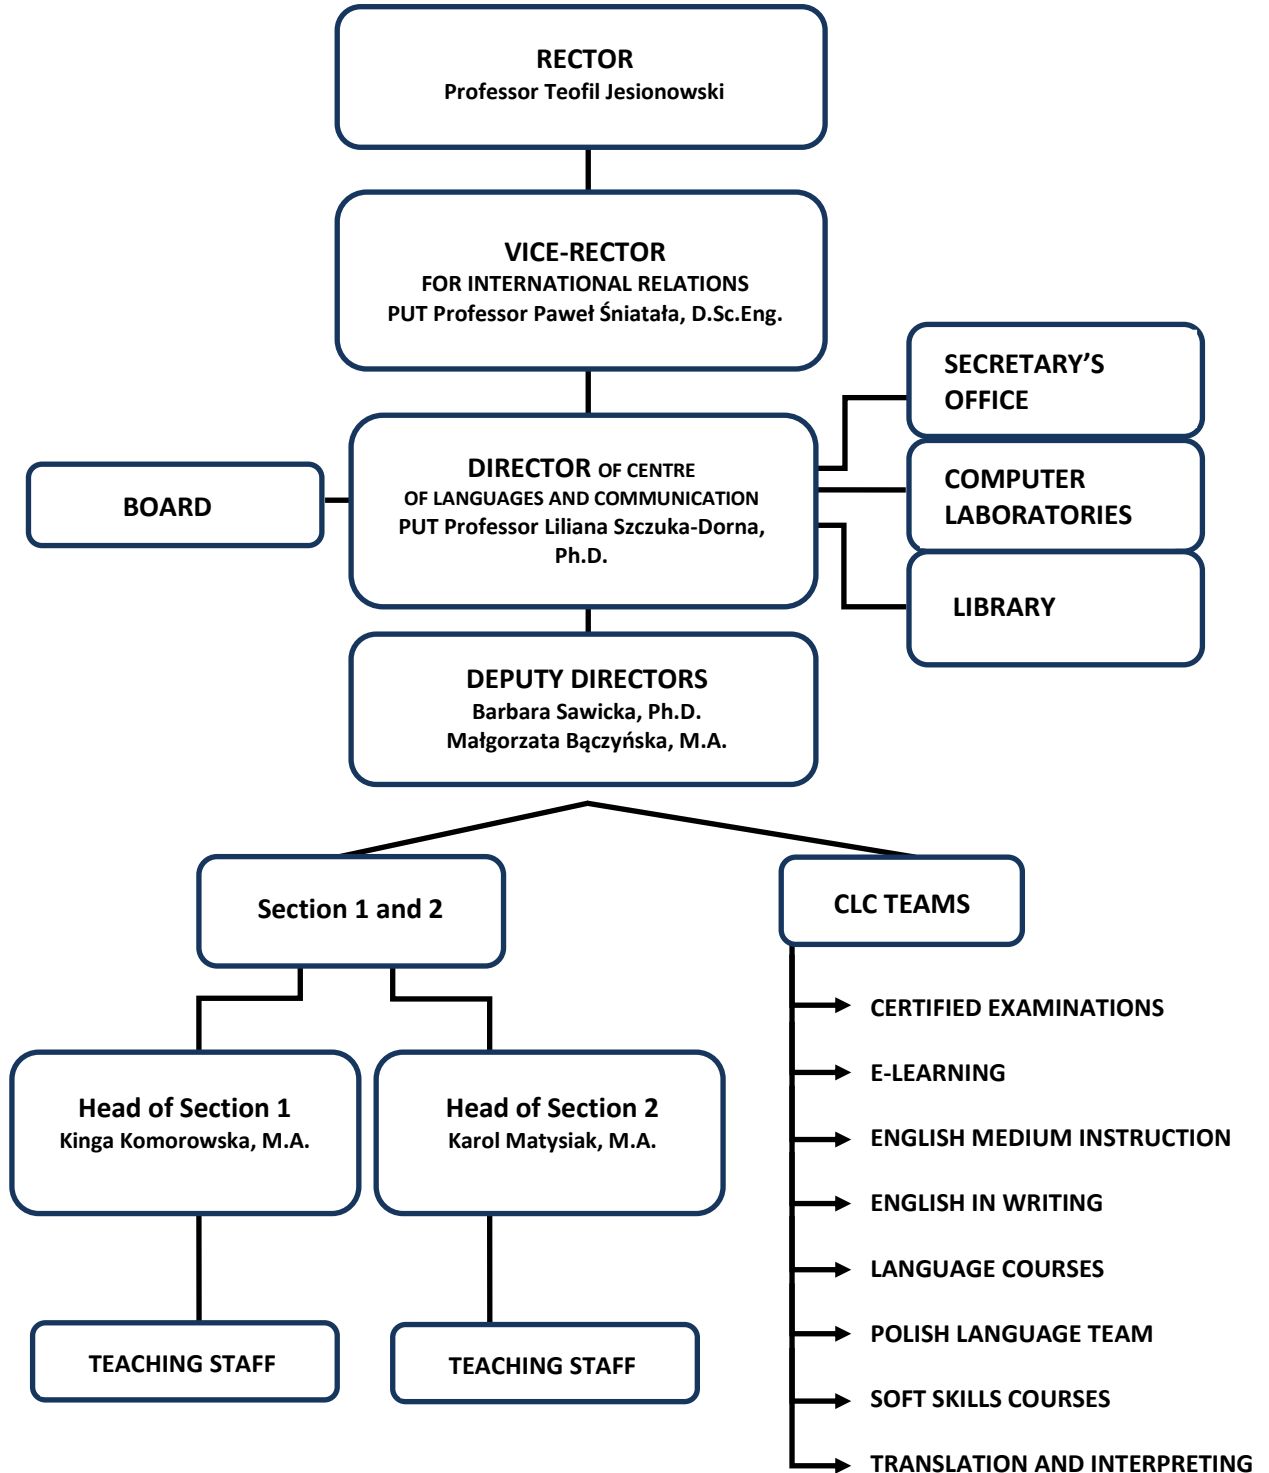 RECTOR
Professor Teofil Jesionowski
VICE-RECTOR
FOR INTERNATIONAL RELATIONS
PUT Professor Paweł Śniatała, D.Sc.Eng.
SECRETARY’S
OFFICE
BOARD
DIRECTOR OF CENTRE
OF LANGUAGES AND COMMUNICATION
PUT Professor Liliana Szczuka-Dorna,
Ph.D.
COMPUTER
LABORATORIES
LIBRARY
DEPUTY DIRECTORS
Barbara Sawicka, Ph.D.
Małgorzata Bączyńska, M.A.
Section 1 and 2
CLC TEAMS
Head of Section 1
Kinga Komorowska, M.A.
Head of Section 2
Karol Matysiak, M.A.
TEACHING STAFF
TEACHING STAFF
CERTIFIED EXAMINATIONS
E-LEARNING
ENGLISH MEDIUM INSTRUCTION
ENGLISH IN WRITING
LANGUAGE COURSES
POLISH LANGUAGE TEAM
SOFT SKILLS COURSES
TRANSLATION AND INTERPRETING